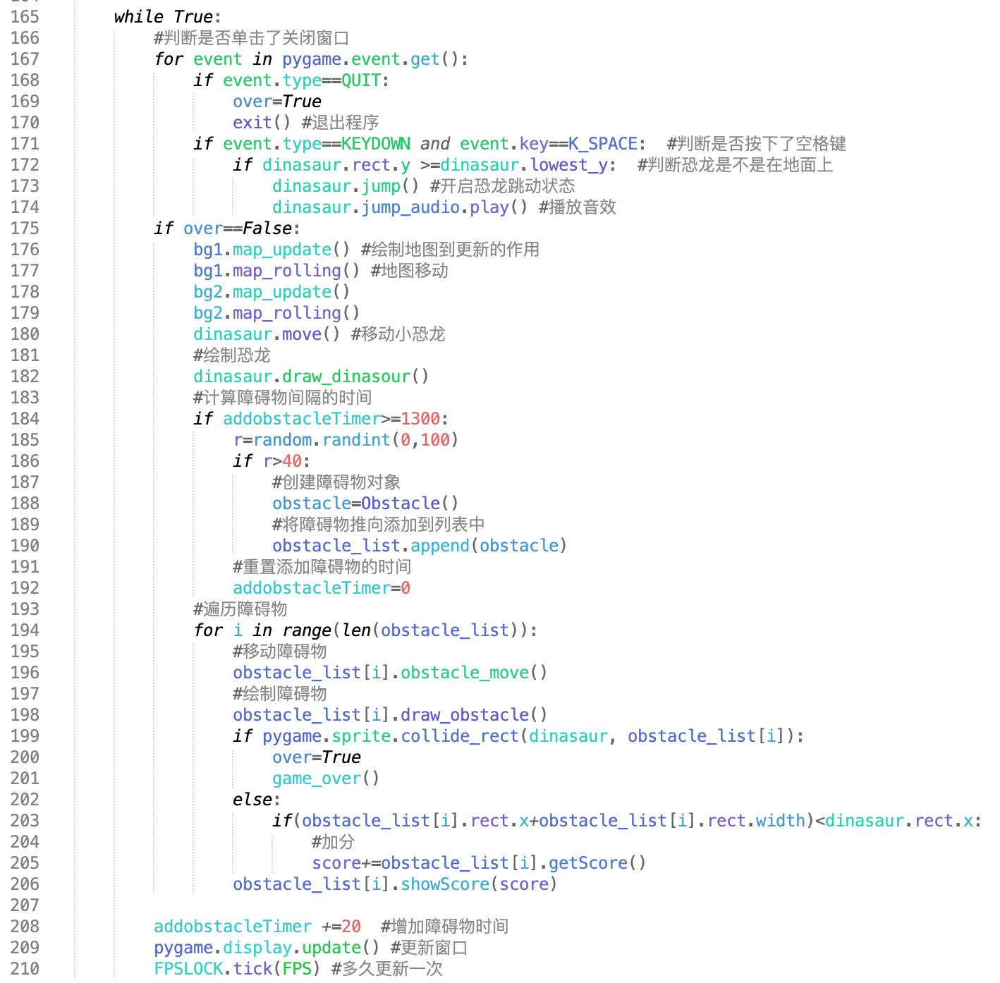 165 while True:
166 #判断是否单击了关闭窗口
167 for event in pygame.event.get():
168 if event.type==QUIT:
169 over=True
170 exit() #退出程序
171 if event.type==KEYDOWN and event.key==K_SPACE:  #判断是否按下了空格键
172 if dinasaur.rect.y >=dinasaur.lowest_y:  #判断恐龙是不是在地面上
173 dinasaur.jump() #开启恐龙跳动状态
174 dinasaur.jump_audio.play() #播放音效
175 if over==False:
176 bg1.map_update() #绘制地图到更新的作用
177 bg1.map_rolling() #地图移动
178 bg2.map_update()
179 bg2.map_rolling()
180 dinasaur.move() #移动小恐龙
181 #绘制恐龙
182 dinasaur.draw_dinasour()
183 #计算障碍物间隔的时间
184 if addobstacleTimer>=1300:
185 r=random.randint(0,100)
186 if r>40:
187 #创建障碍物对象
188 obstacle=Obstacle()
189 #将障碍物推向添加到列表中
190 obstacle_list.append(obstacle)
191 #重置添加障碍物的时间
192 addobstacleTimer=0
193 #遍历障碍物
194 for i in range(len(obstacle_list)):
195 #移动障碍物
196 obstacle_list[i].obstacle_move()
197 #绘制障碍物
198 obstacle_list[i].draw_obstacle()
199 if pygame.sprite.collide_rect(dinasaur, obstacle_list[i]):
200 over=True
201 game_over()
202 else:
203 if(obstacle_list[i].rect.x+obstacle_list[i].rect.width)<dinasaur.rect.x:
204 #加分
205 score+=obstacle_list[i].getScore()
206 obstacle_list[i].showScore(score)
207
208 addobstacleTimer +=20  #增加障碍物时间
209 pygame.display.update() #更新窗口
210 FPSLOCK.tick(FPS) #多久更新一次